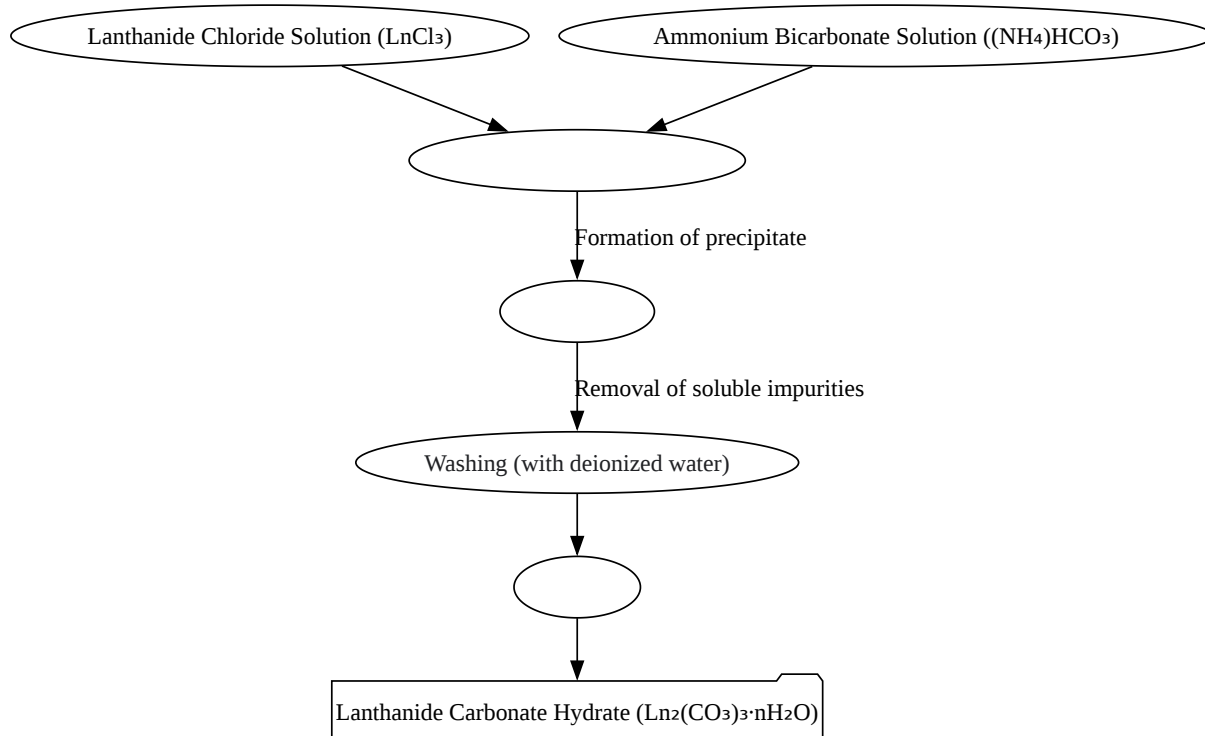 Lanthanide Chloride Solution (LnCl₃)
Ammonium Bicarbonate Solution ((NH₄)HCO₃)
Formation of precipitate
Removal of soluble impurities
Washing (with deionized water)
Lanthanide Carbonate Hydrate (Ln₂(CO₃)₃·nH₂O)